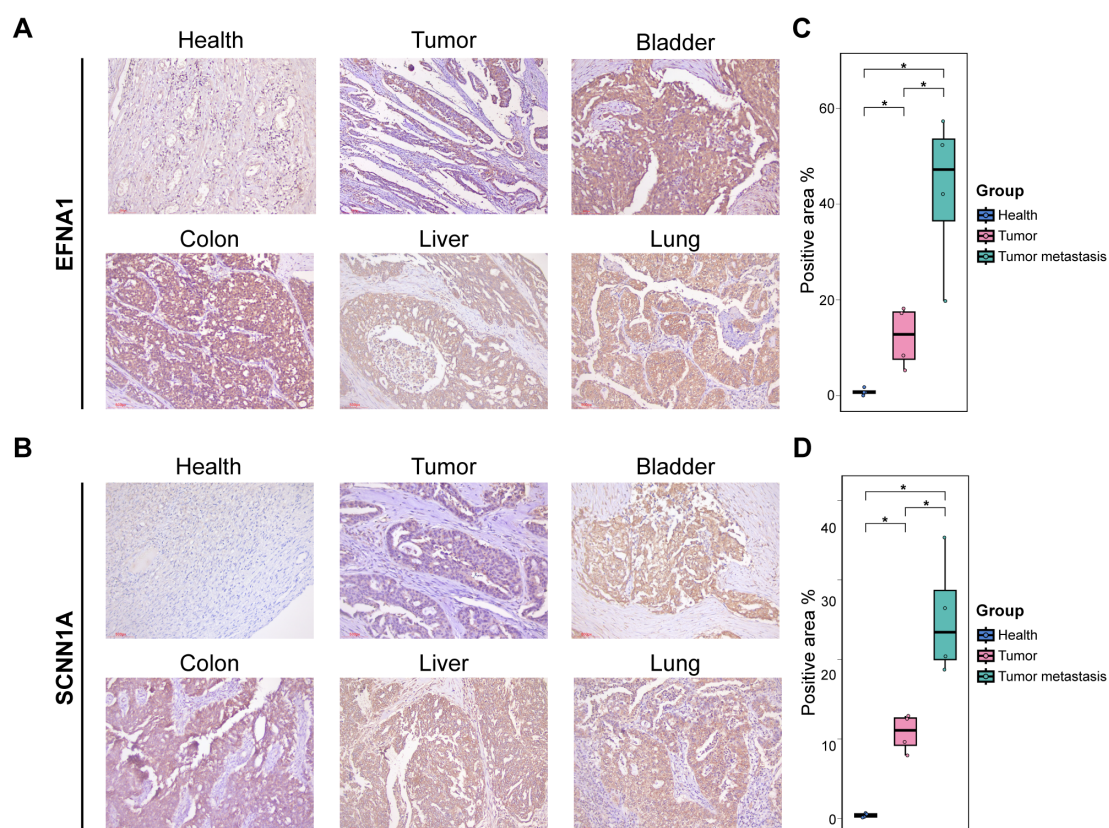 A
Health
Tumor
Bladder
EFNA1
Colon
Liver
Lung
C
Positive area %
60
40
20
0
*
*
*
Group
Health
Tumor
Tumor metastasis
B
Health
Tumor
Bladder
SCNN1A
Colon
Liver
Lung
D
Positive area %
40
30
20
10
0
*
*
*
Group
Health
Tumor
Tumor metastasis